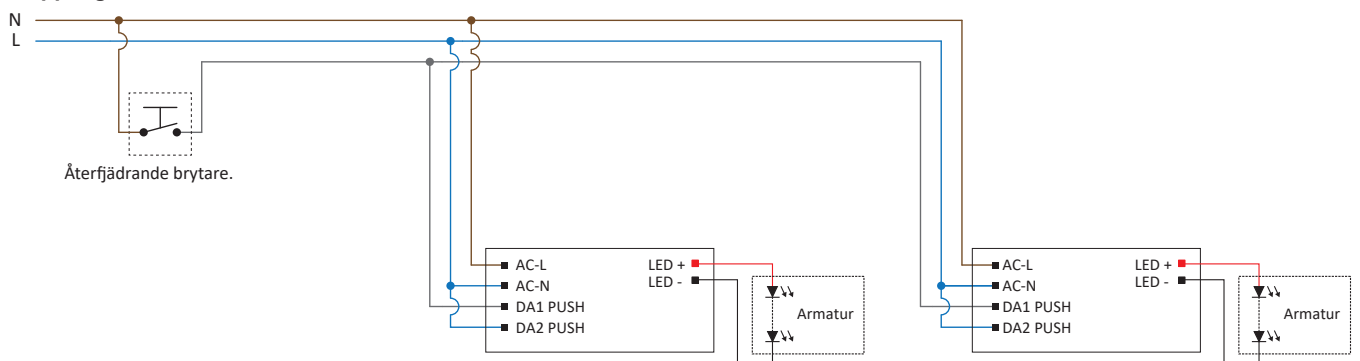 N
L
Återfjädrande brytare.
AC-L
AC-N
DA1 PUSH
DA2 PUSH
LED +
LED -
Armatur
AC-L
AC-N
DA1 PUSH
DA2 PUSH
LED +
LED -
Armatur